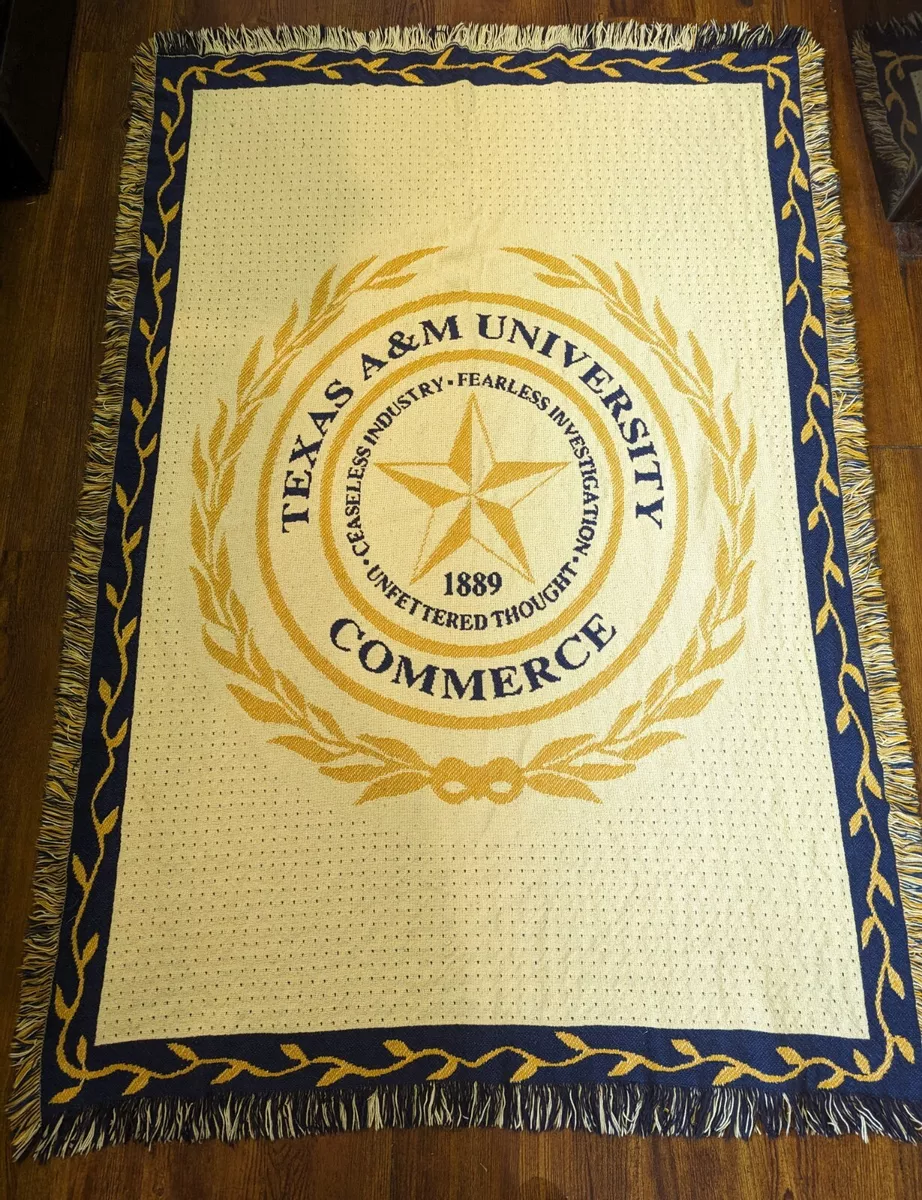 TEXAS A&M UNIVERSITY
CEASELESS INDUSTRY • FEARLESS INVESTIGATION • UNFETTERED THOUGHT •
1889
COMMERCE